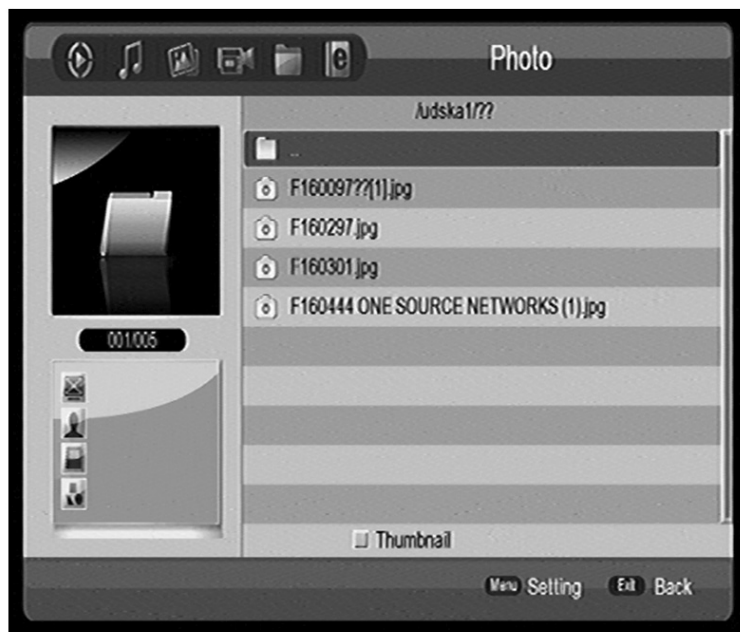 Photo
/udska1/??
..
F160097??[1].jpg
F160297.jpg
F160301.jpg
F160444 ONE SOURCE NETWORKS (1).jpg
001/005
Thumbnail
Menu Setting Exit Back